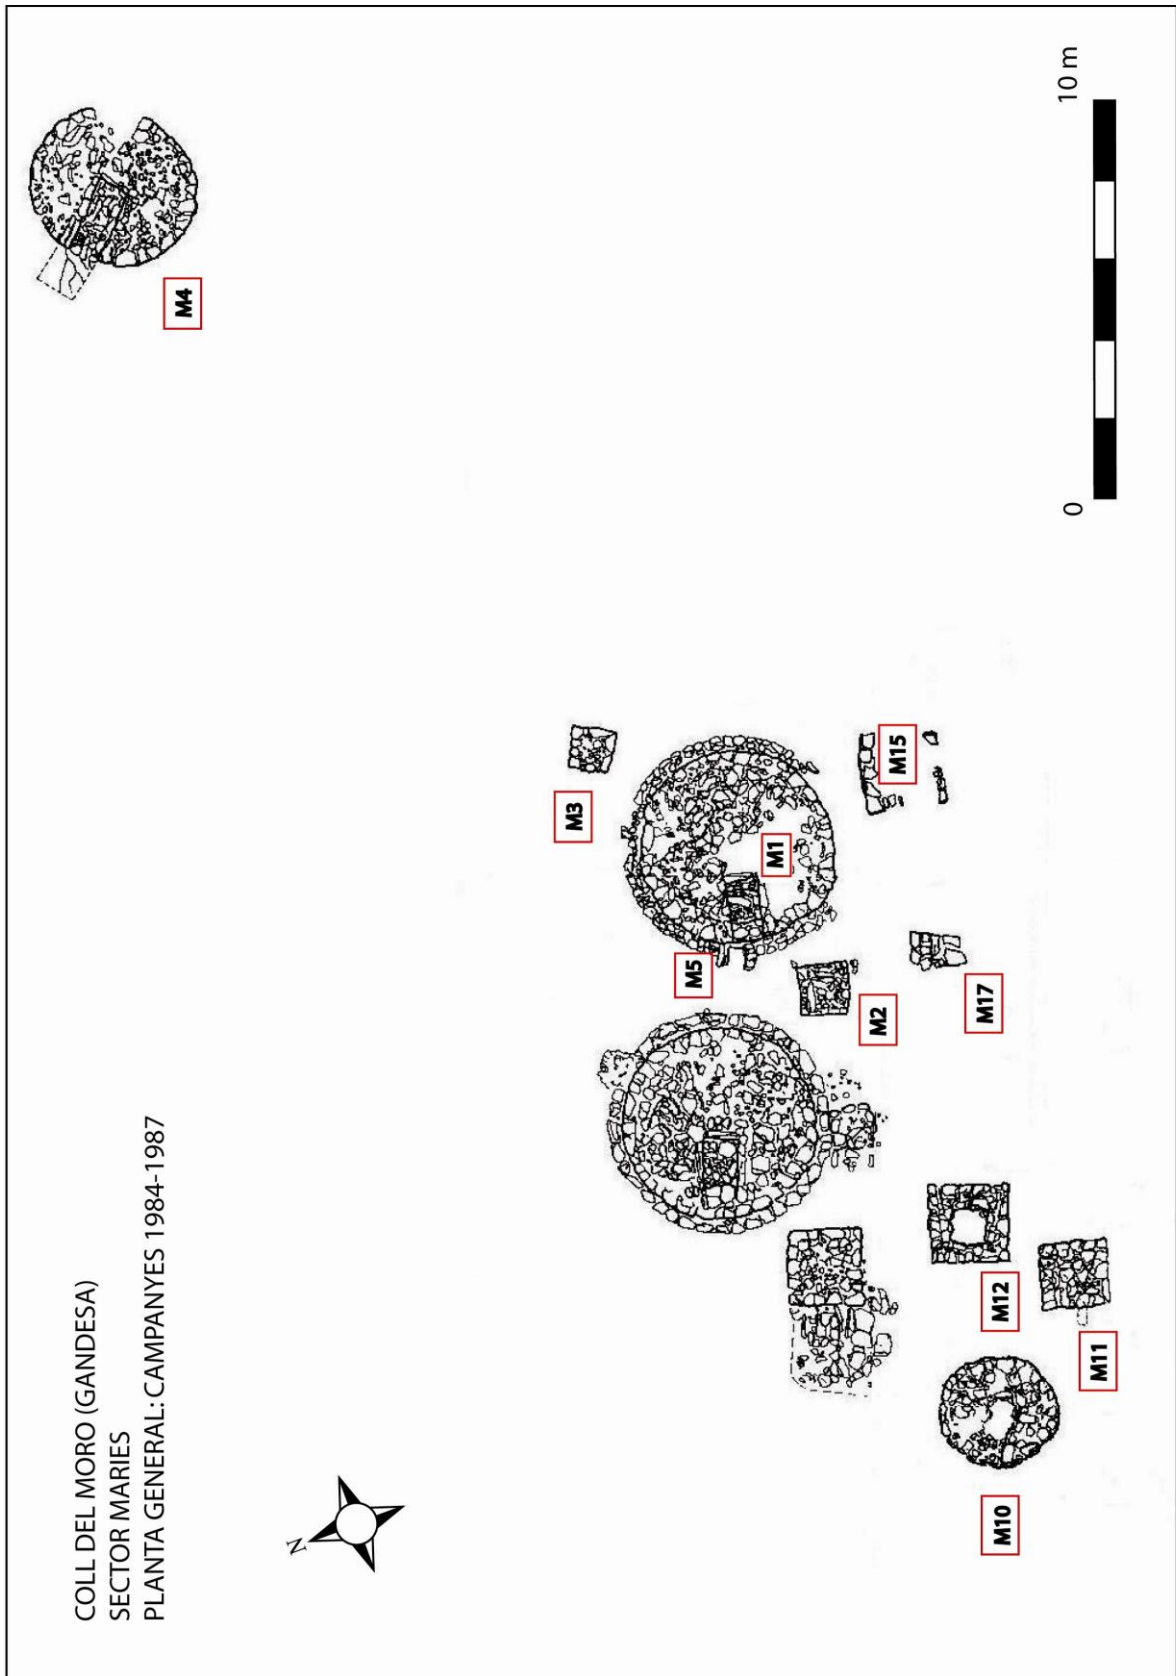 COLL DEL MORO (GANDESA)
SECTOR MARIES
PLANTA GENERAL: CAMPANYES 1984-1987
N
M4
M3
M1
M15
M5
M2
M17
M12
M11
M10
0
10 m